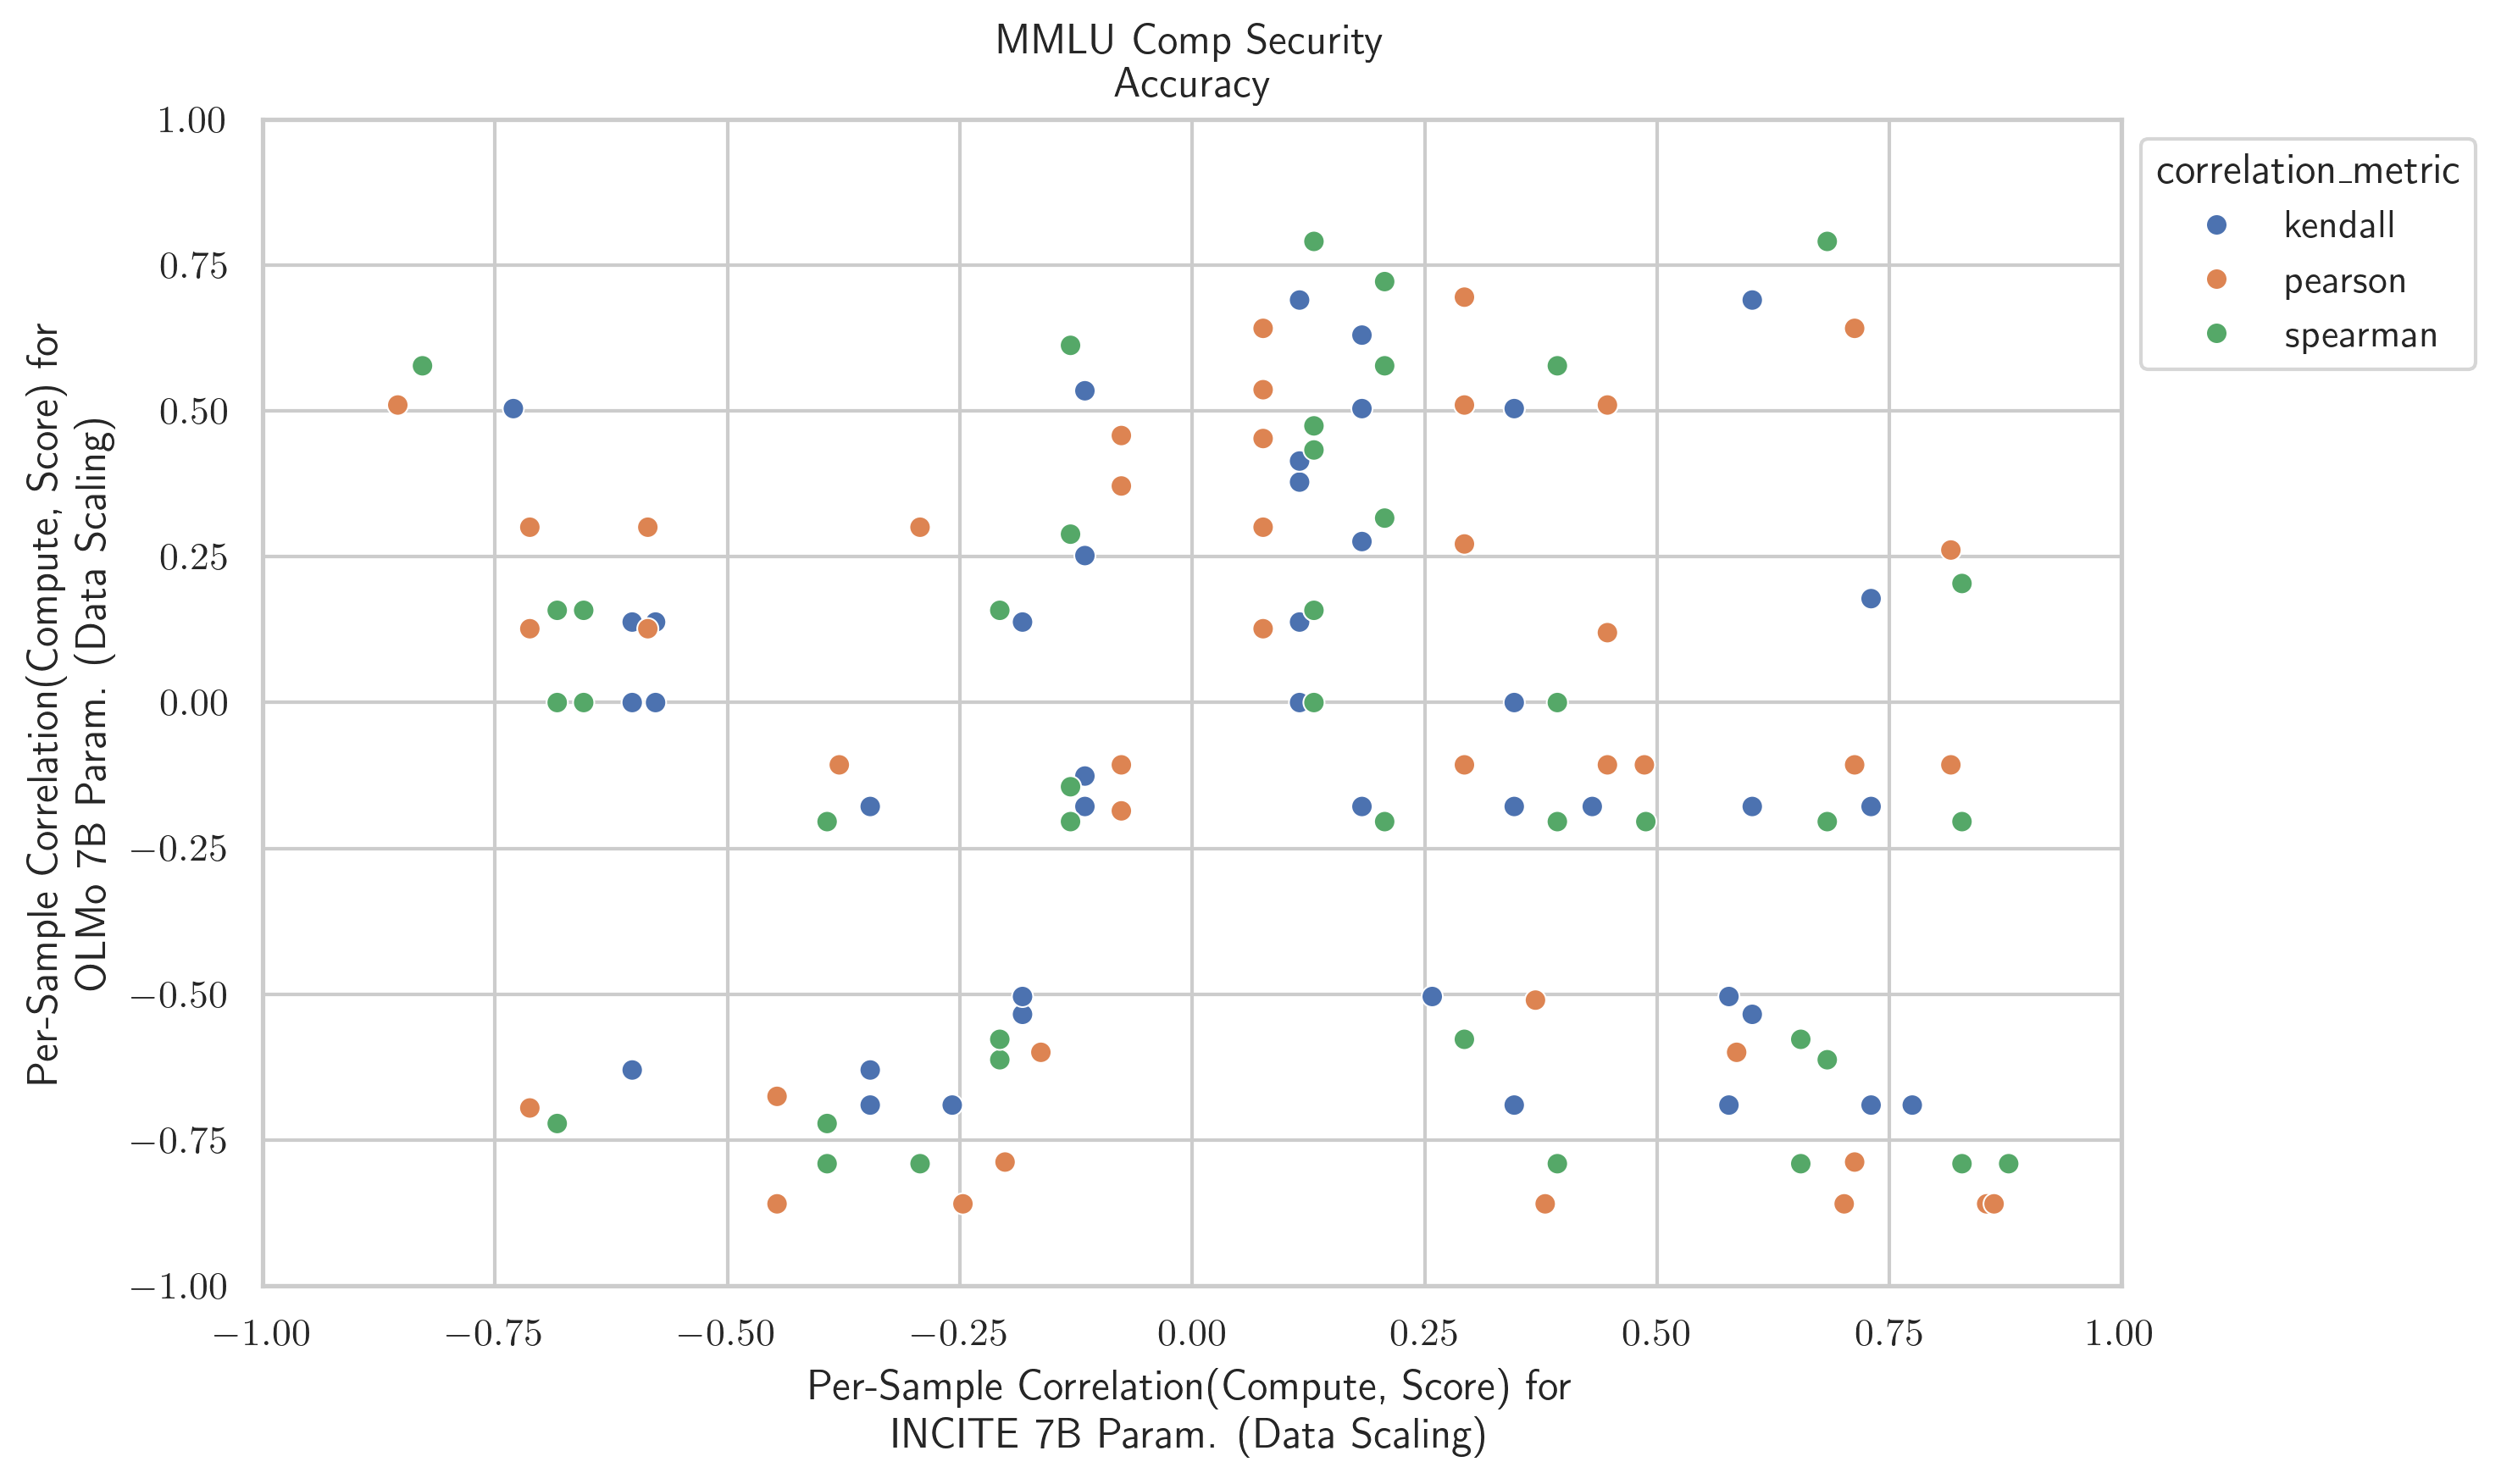 MMLU Comp Security
Accuracy
Per-Sample Correlation(Compute, Score) for
OLMo 7B Param. (Data Scaling)
1.00
0.75
0.50
0.25
0.00
−0.25
−0.50
−0.75
−1.00
−1.00
−0.75
−0.50
−0.25
0.00
0.25
0.50
0.75
1.00
Per-Sample Correlation(Compute, Score) for
INCITE 7B Param. (Data Scaling)
correlation_metric
kendall
pearson
spearman